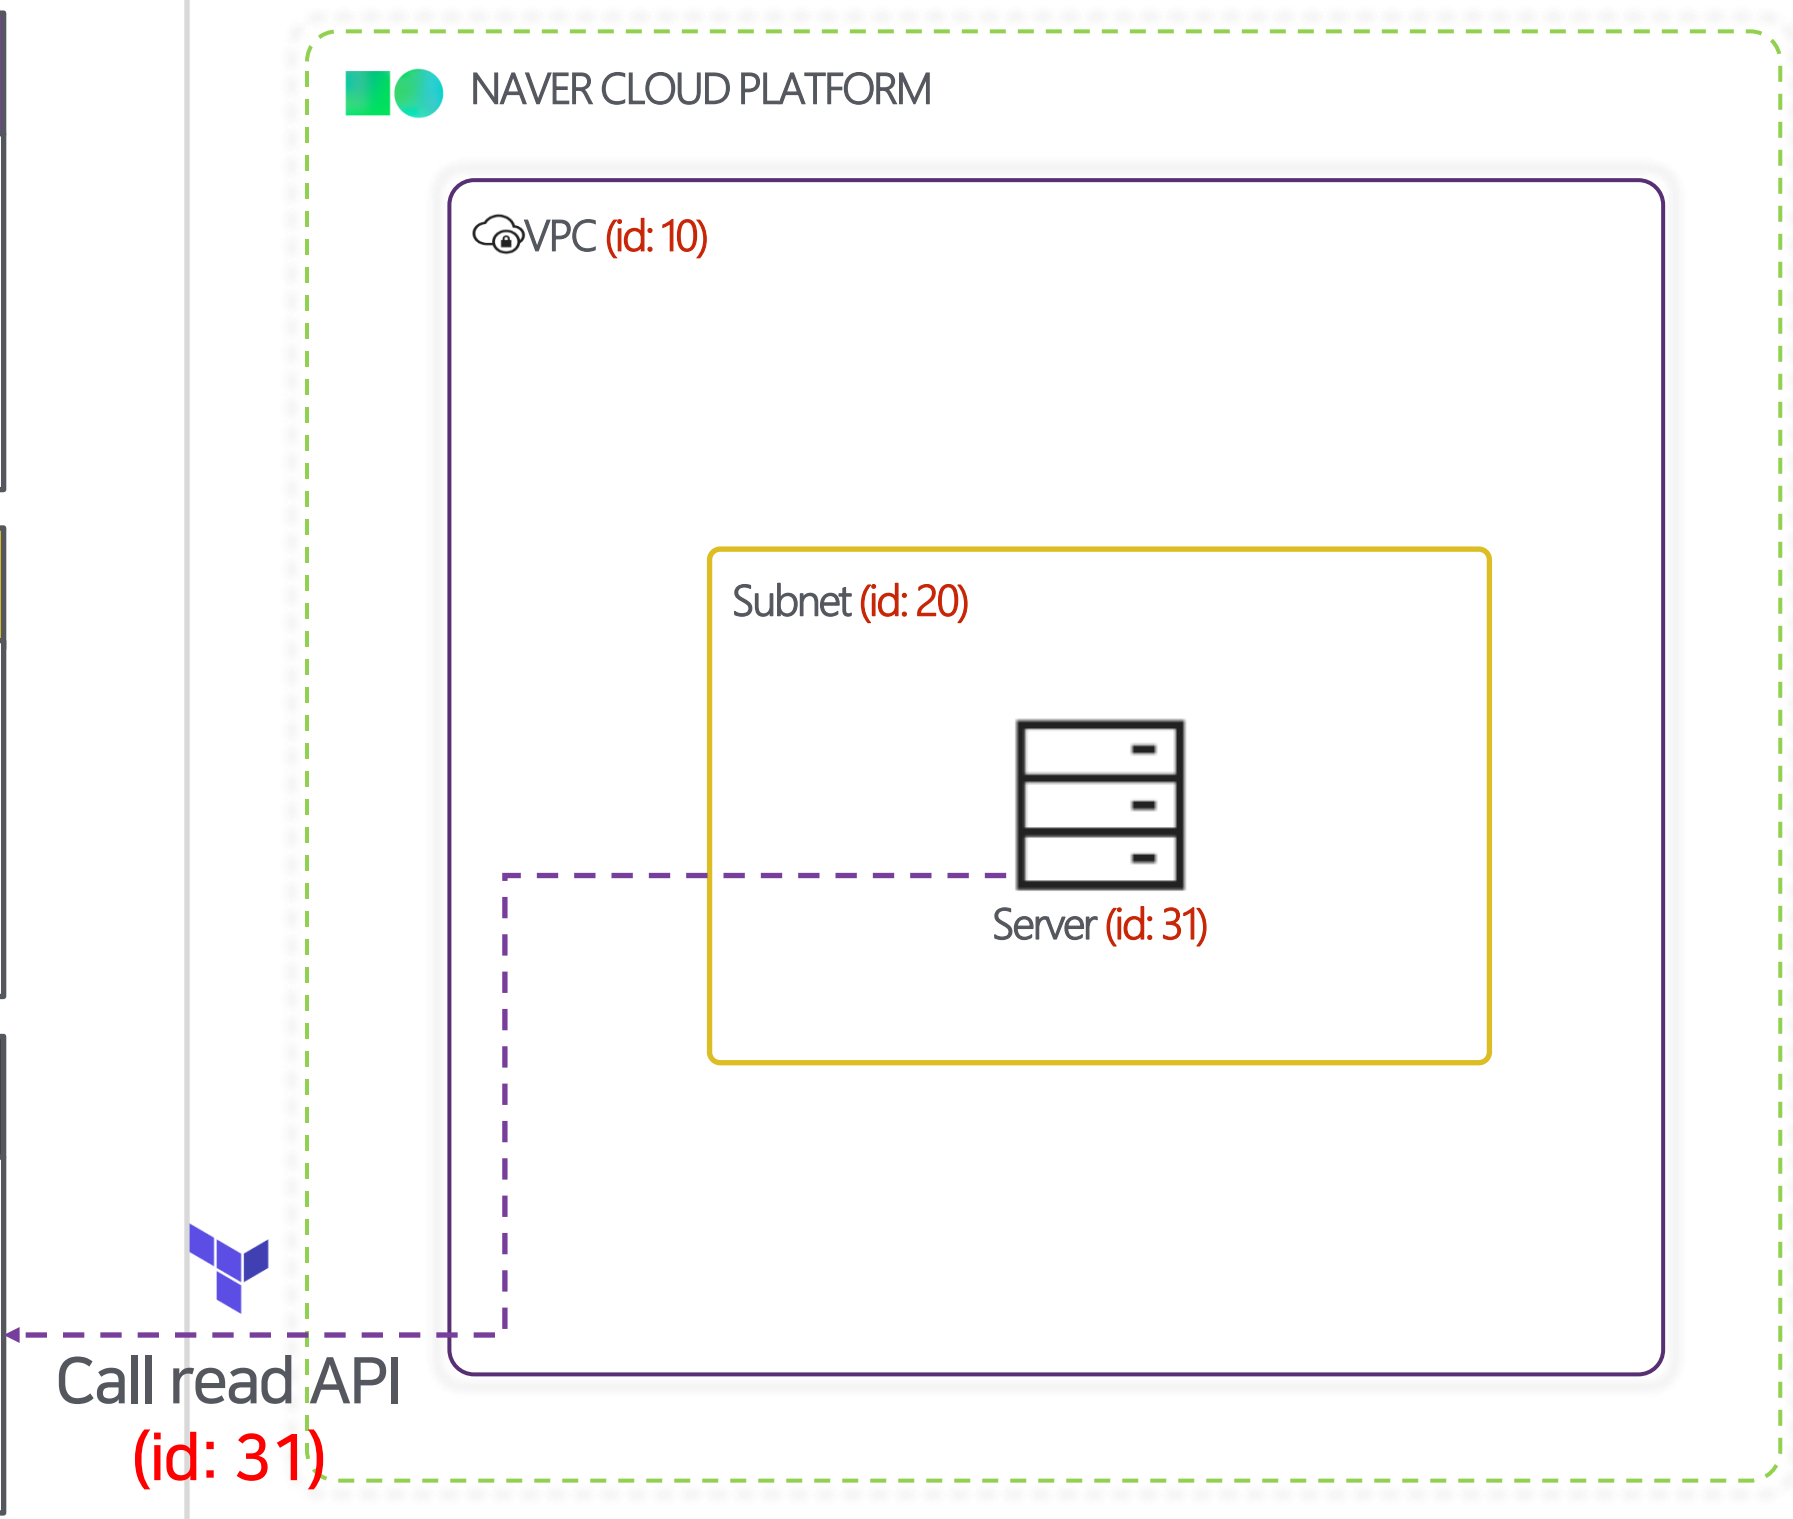 NAVER CLOUD PLATFORM
VPC (id: 10)
Subnet (id: 20)
Server (id: 31)
Call read API
(id: 31)